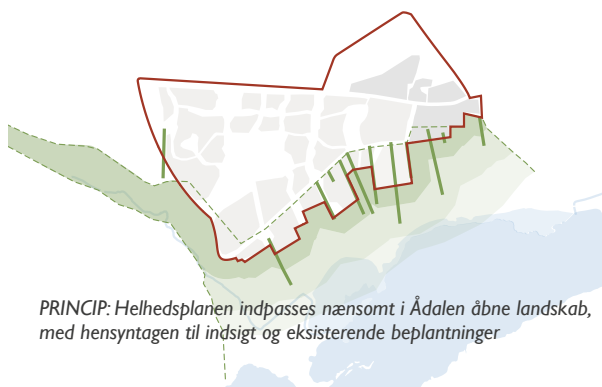 PRINCIP: Helhedsplanen indpasses nænsomt i Ådalen åbne landskab,
med hensyntagen til indsigt og eksisterende beplantninger